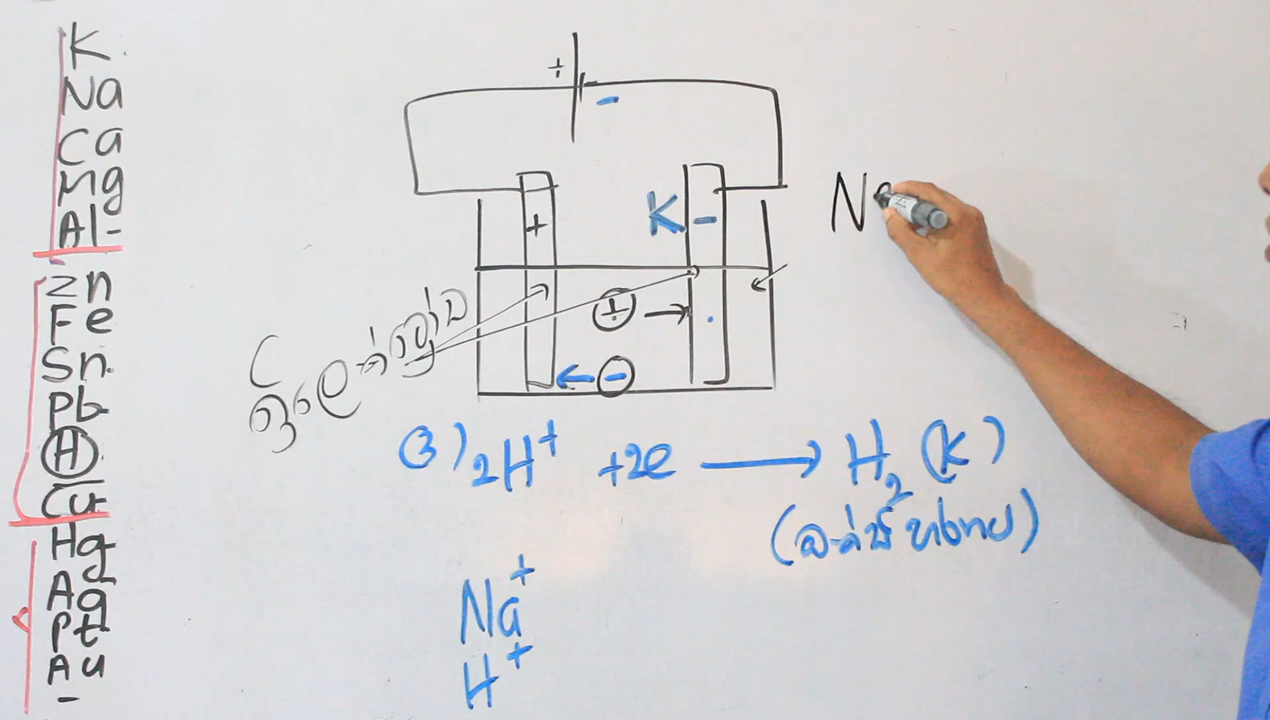 K
Na
Ca
Mg
Al-
Zn
Fe
Sn
Pb
H
Cu
Hg
Ag
Pt
Au
-
+
-
+
K -
+
-
C
Na
3) 2H⁺ +2e ⟶ H₂ (K)
Na⁺
H⁺